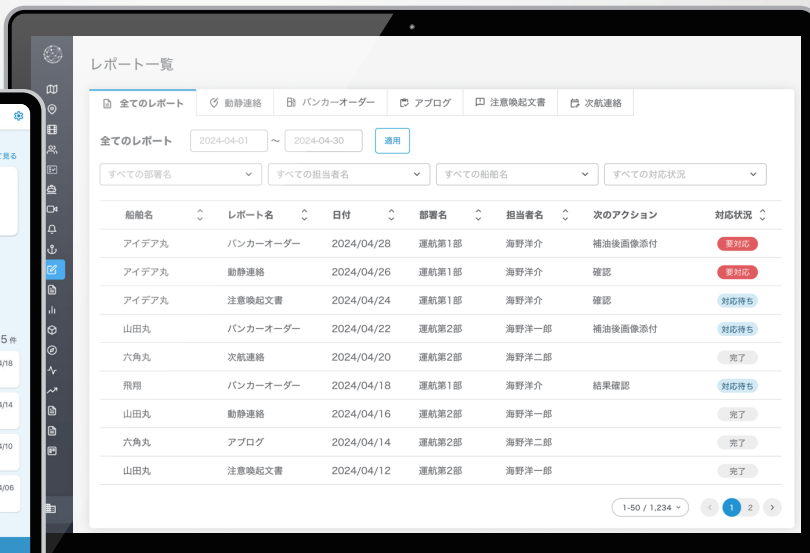 レポート一覧
全てのレポート 動静連絡 バンカーオーダー アブログ 注意喚起文書 次航連絡
全てのレポート 2024-04-01 ～ 2024-04-30 適用
すべての部署名 すべての担当者名 すべての船舶名 すべての対応状況
船舶名 レポート名 日付 部署名 担当者名 次のアクション 対応状況
アイデア丸 バンカーオーダー 2024/04/28 運航第1部 海野洋介 補油後画像添付 要対応
アイデア丸 動静連絡 2024/04/26 運航第1部 海野洋介 確認 要対応
アイデア丸 注意喚起文書 2024/04/24 運航第1部 海野洋介 確認 対応待ち
山田丸 バンカーオーダー 2024/04/22 運航第2部 海野洋一郎 補油後画像添付 対応待ち
六角丸 次航連絡 2024/04/20 運航第2部 海野洋二郎 完了
飛翔 バンカーオーダー 2024/04/18 運航第1部 海野洋介 結果確認 対応待ち
山田丸 動静連絡 2024/04/16 運航第2部 海野洋一郎 完了
六角丸 アブログ 2024/04/14 運航第2部 海野洋二郎 完了
山田丸 注意喚起文書 2024/04/12 運航第2部 海野洋一郎 完了
1-50 / 1,234 1 2
て見る
5 件
4/18
4/14
4/10
4/06